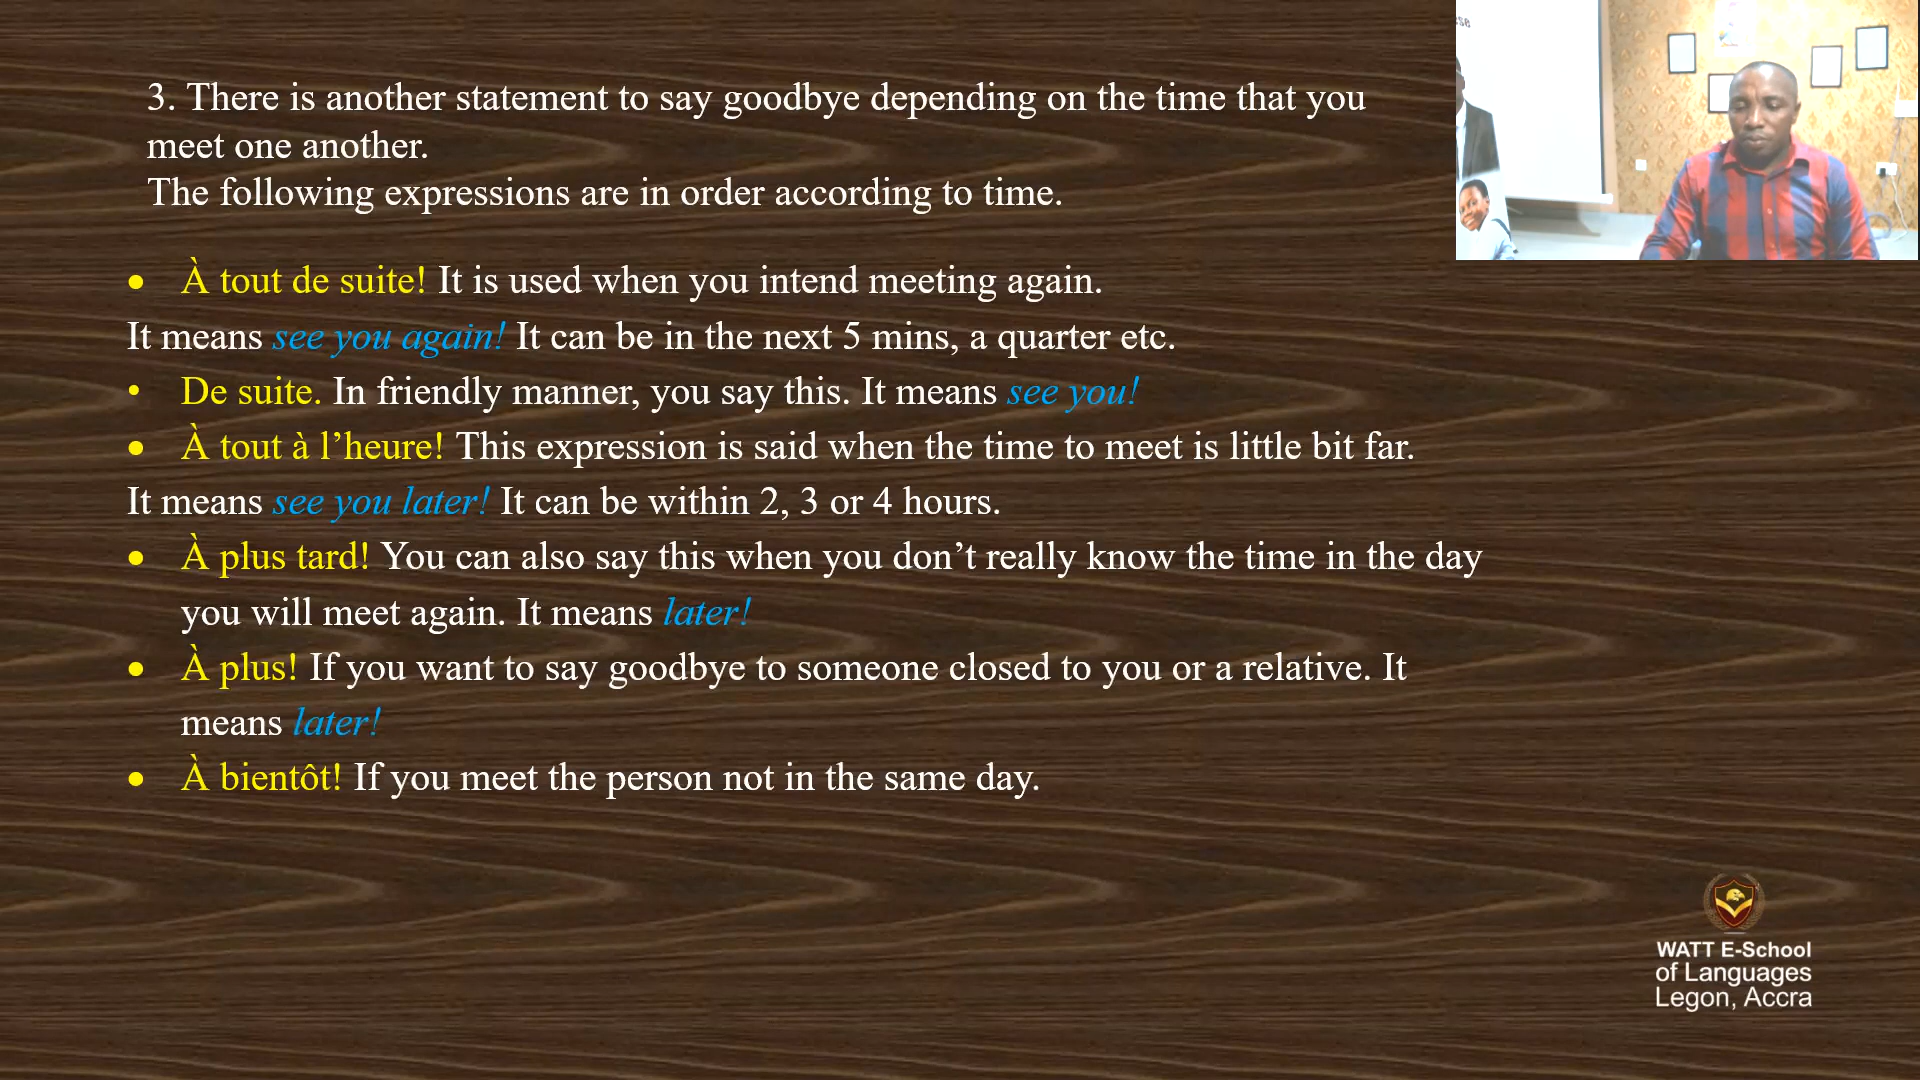 3. There is another statement to say goodbye depending on the time that you
meet one another.
The following expressions are in order according to time.
• À tout de suite! It is used when you intend meeting again.
It means see you again! It can be in the next 5 mins, a quarter etc.
• De suite. In friendly manner, you say this. It means see you!
• À tout à l’heure! This expression is said when the time to meet is little bit far.
It means see you later! It can be within 2, 3 or 4 hours.
• À plus tard! You can also say this when you don’t really know the time in the day
you will meet again. It means later!
• À plus! If you want to say goodbye to someone closed to you or a relative. It
means later!
• À bientôt! If you meet the person not in the same day.
WATT E-School
of Languages
Legon, Accra